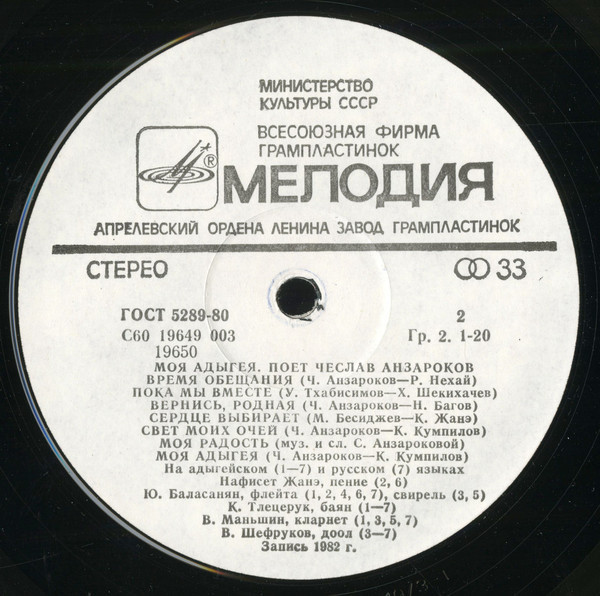 МИНИСТЕРСТВО
КУЛЬТУРЫ СССР
ВСЕСОЮЗНАЯ ФИРМА
ГРАМПЛАСТИНОК
®
МЕЛОДИЯ
АПРЕЛЕВСКИЙ ОРДЕНА ЛЕНИНА ЗАВОД ГРАМПЛАСТИНОК
СТЕРЕО 33
ГОСТ 5289-80 2
С60 19649 003 Гр. 2. 1-20
19650
МОЯ АДЫГЕЯ. ПОЕТ ЧЕСЛАВ АНЗАРОКОВ
ВРЕМЯ ОБЕЩАНИЯ (Ч. Анзароков—Р. Нехай)
ПОКА МЫ ВМЕСТЕ (У. Тхабисимов—Х. Шекихачев)
ВЕРНИСЬ, РОДНАЯ (Ч. Анзароков—Н. Багов)
СЕРДЦЕ ВЫБИРАЕТ (М. Бесиджев—К. Жанэ)
СВЕТ МОИХ ОЧЕЙ (Ч. Анзароков—К. Кумпилов)
МОЯ РАДОСТЬ (муз. и сл. С. Анзароковой)
МОЯ АДЫГЕЯ (Ч. Анзароков—К. Кумпилов)
На адыгейском (1—7) и русском (7) языках
Нафисет Жанэ, пение (2, 6)
Ю. Баласанян, флейта (1, 2, 4, 6, 7), свирель (3, 5)
К. Тлецерук, баян (1—7)
В. Маньшин, кларнет (1, 3, 5, 7)
В. Шефруков, доол (3—7)
Запись 1982 г.